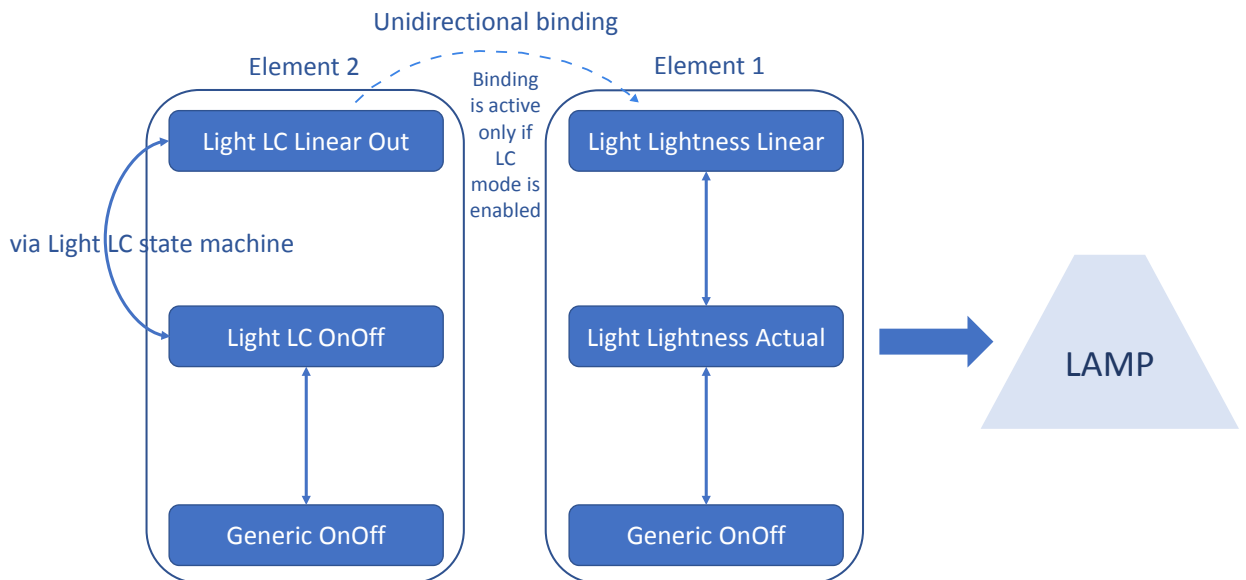 Unidirectional binding
Element 2
Element 1
Binding
is active
only if
LC
mode is
enabled
Light LC Linear Out
Light Lightness Linear
via Light LC state machine
Light LC OnOff
Light Lightness Actual
LAMP
Generic OnOff
Generic OnOff